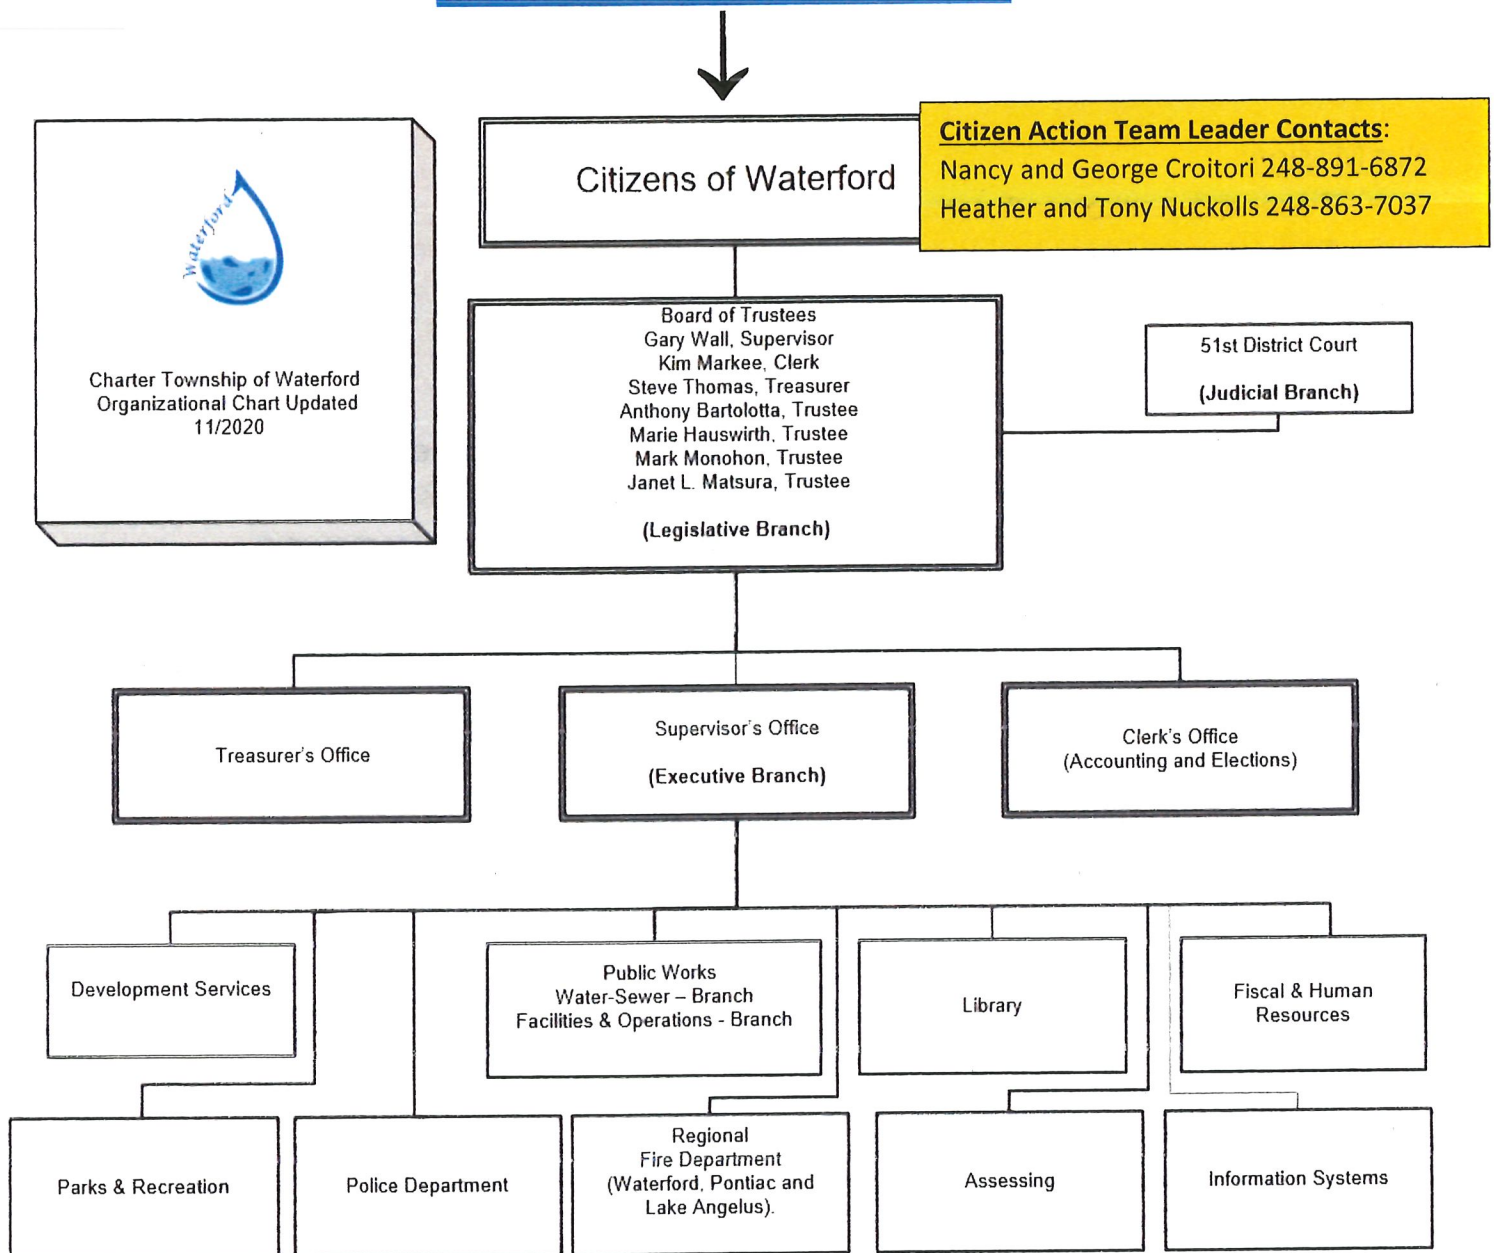 Citizens of Waterford
Citizen Action Team Leader Contacts:
Nancy and George Croitori 248-891-6872
Heather and Tony Nuckolls 248-863-7037
Waterford
Charter Township of Waterford
Organizational Chart Updated
11/2020
Board of Trustees
Gary Wall, Supervisor
Kim Markee, Clerk
Steve Thomas, Treasurer
Anthony Bartolotta, Trustee
Marie Hauswirth, Trustee
Mark Monohon, Trustee
Janet L. Matsura, Trustee
(Legislative Branch)
51st District Court
(Judicial Branch)
Treasurer's Office
Supervisor's Office
(Executive Branch)
Clerk's Office
(Accounting and Elections)
Development Services
Public Works
Water-Sewer – Branch
Facilities & Operations - Branch
Library
Fiscal & Human
Resources
Parks & Recreation
Police Department
Regional
Fire Department
(Waterford, Pontiac and
Lake Angelus).
Assessing
Information Systems